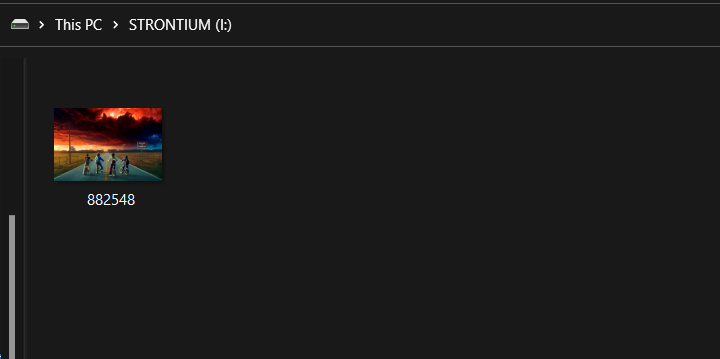 This PC > STRONTIUM (I:)
882548